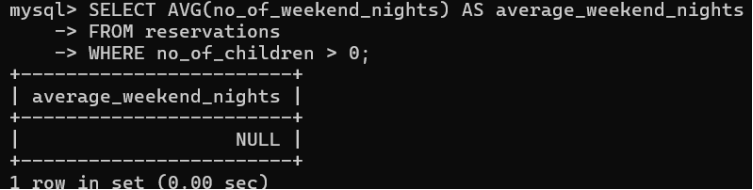 mysql> SELECT AVG(no_of_weekend_nights) AS average_weekend_nights
    -> FROM reservations
    -> WHERE no_of_children > 0;
+------------------------+
| average_weekend_nights |
+------------------------+
|                   NULL |
+------------------------+
1 row in set (0.00 sec)